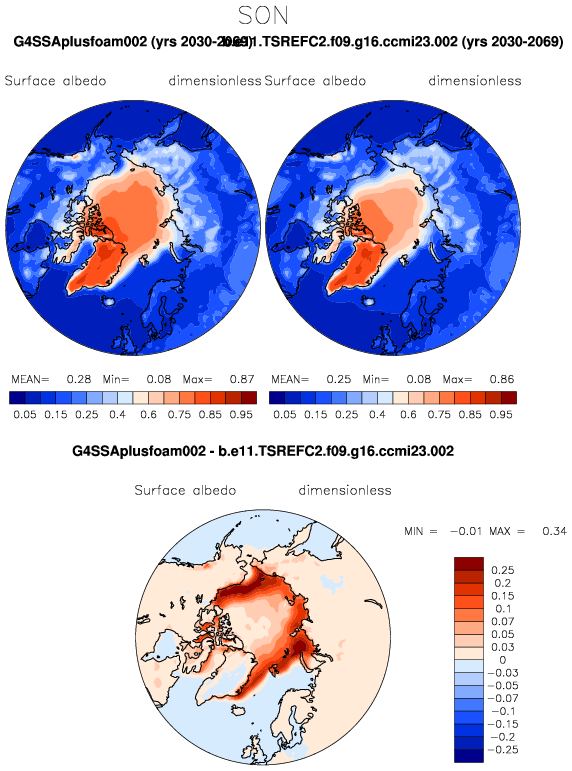 SON
G4SSAplusfoam002 (yrs 2030-2069) b.e11.TSREFC2.f09.g16.ccmi23.002 (yrs 2030-2069)
Surface albedo dimensionless Surface albedo dimensionless
MEAN= 0.28 Min= 0.08 Max= 0.87 MEAN= 0.25 Min= 0.08 Max= 0.86
0.05 0.15 0.25 0.4 0.6 0.75 0.85 0.95 0.05 0.15 0.25 0.4 0.6 0.75 0.85 0.95
G4SSAplusfoam002 - b.e11.TSREFC2.f09.g16.ccmi23.002
Surface albedo dimensionless
MIN = -0.01 MAX = 0.34
0.25
0.2
0.15
0.1
0.07
0.05
0.03
0
-0.03
-0.05
-0.07
-0.1
-0.15
-0.2
-0.25